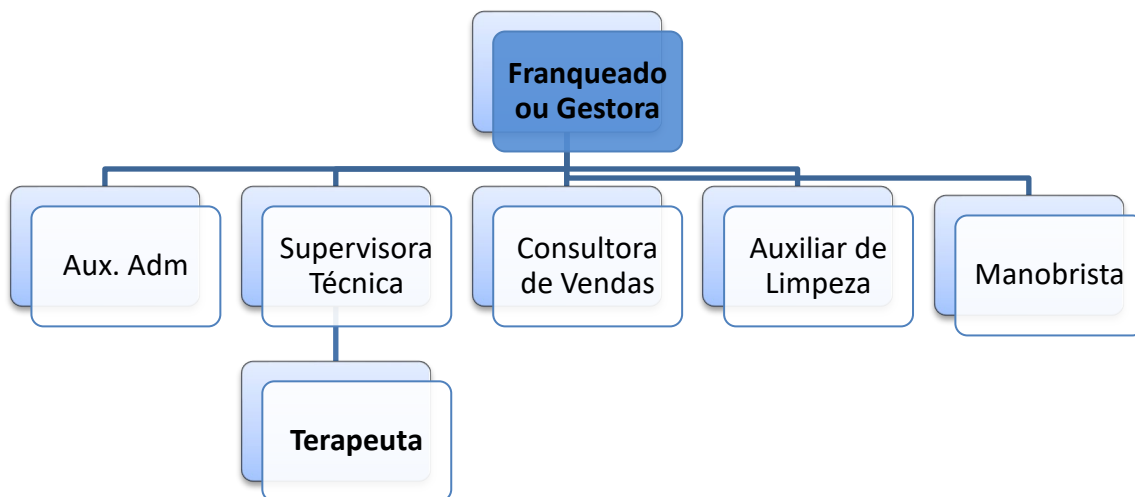 Franqueado
ou Gestora
Aux. Adm
Supervisora
Técnica
Consultora
de Vendas
Auxiliar de
Limpeza
Manobrista
Terapeuta